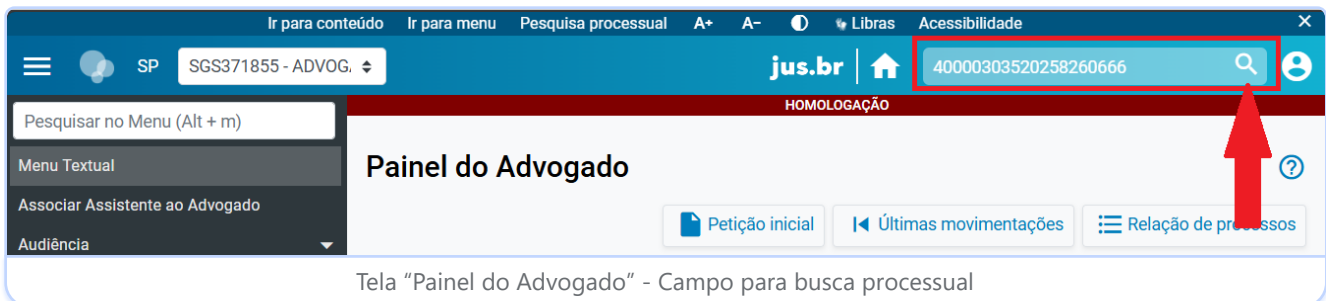 Ir para conteúdo Ir para menu Pesquisa processual A+ A- Libras Acessibilidade ×
SP SGS371855 - ADVOG jus.br 40000303520258260666
HOMOLOGAÇÃO
Pesquisar no Menu (Alt + m)
Menu Textual
Painel do Advogado ?
Associar Assistente ao Advogado
Petição inicial Últimas movimentações Relação de processos
Audiência
Tela “Painel do Advogado” - Campo para busca processual